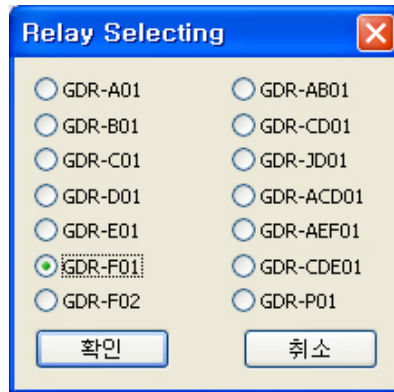 Relay Selecting
GDR-A01 GDR-AB01
GDR-B01 GDR-CD01
GDR-C01 GDR-JD01
GDR-D01 GDR-ACD01
GDR-E01 GDR-AEF01
GDR-F01 GDR-CDE01
GDR-F02 GDR-P01
확인 취소